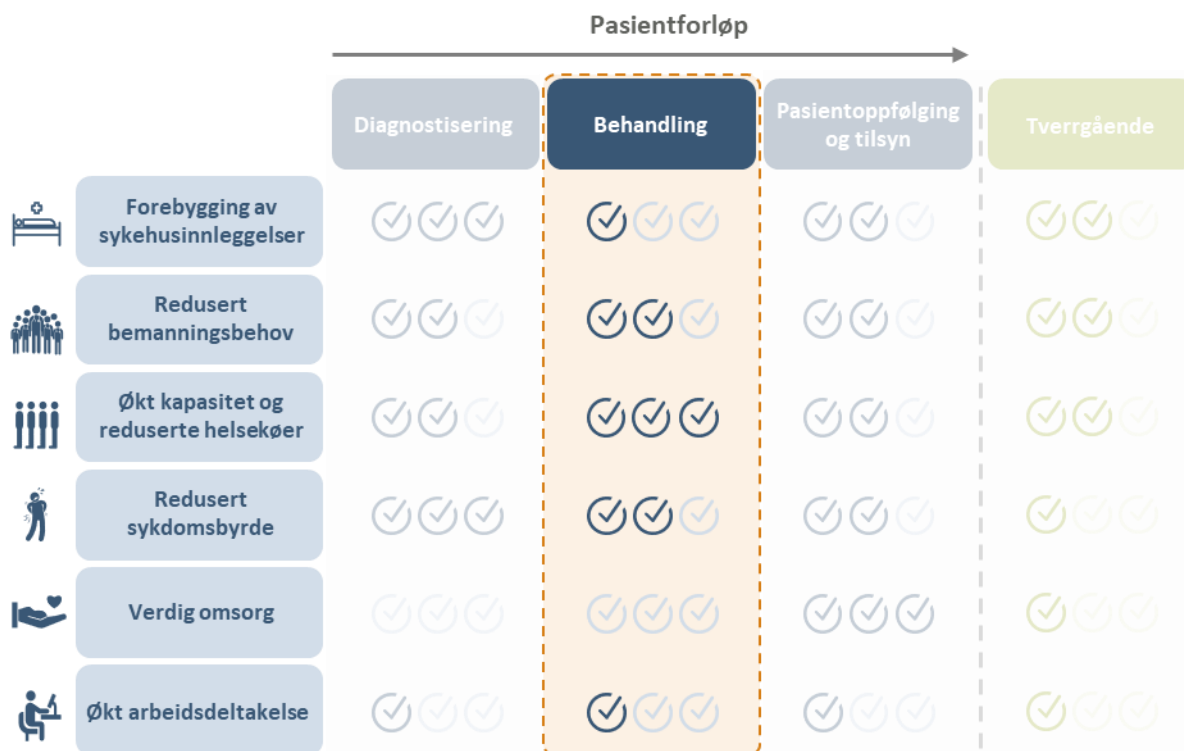 Pasientforløp
Diagnostisering
Behandling
Pasientoppfølging
og tilsyn
Tverrgående
Forebygging av
sykehusinnleggelser
Redusert
bemanningsbehov
Økt kapasitet og
reduserte helsekøer
Redusert
sykdomsbyrde
Verdig omsorg
Økt arbeidsdeltakelse